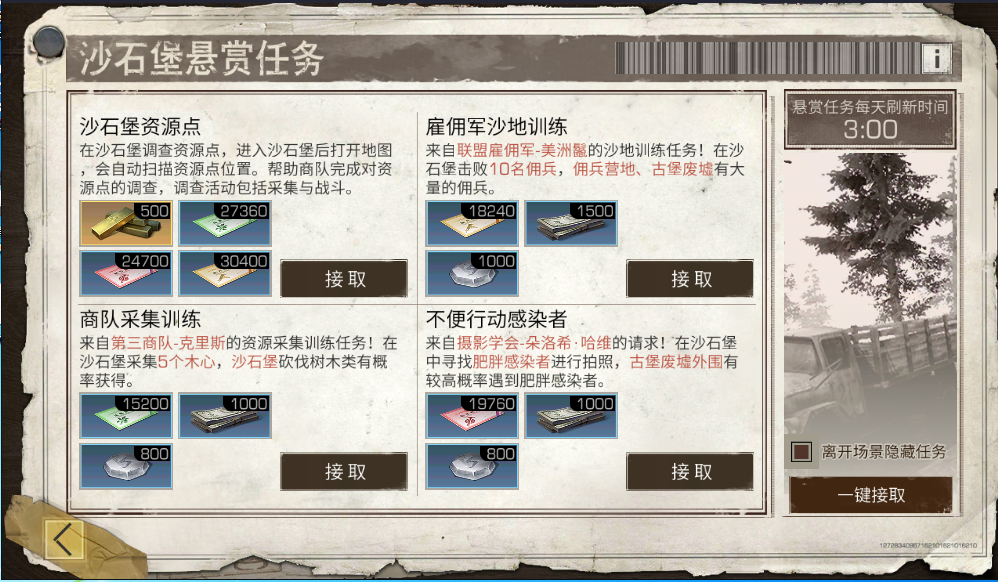 沙石堡悬赏任务
i
沙石堡资源点
在沙石堡调查资源点，进入沙石堡后打开地图
，会自动扫描资源点位置。帮助商队完成对资
源点的调查，调查活动包括采集与战斗。
500
27360
24700
30400
接取
雇佣军沙地训练
来自联盟雇佣军-美洲鬣的沙地训练任务！在沙
石堡击败10名佣兵，佣兵营地、古堡废墟有大
量的佣兵。
18240
1500
1000
接取
商队采集训练
来自第三商队-克里斯的资源采集训练任务！在
沙石堡采集5个木心，沙石堡砍伐树木类有概
率获得。
15200
1000
800
接取
不便行动感染者
来自摄影学会-朵洛希·哈维的请求！在沙石堡
中寻找肥胖感染者进行拍照，古堡废墟外围有
较高概率遇到肥胖感染者。
19760
1000
800
接取
悬赏任务每天刷新时间
3:00
离开场景隐藏任务
一键接取